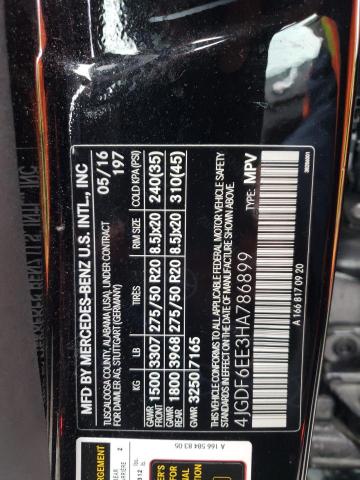 MFD BY MERCEDES-BENZ U.S. INTL., INC
TUSCALOOSA COUNTY, ALABAMA (USA), UNDER CONTRACT
FOR DAIMLER AG, STUTTGART (GERMANY)
05/16
197
KG LB TIRES RIM SIZE COLD KPA(PSI)
GAWR FRONT 1500 3307 275/50 R20 8.5Jx20 240(35)
GAWR REAR 1800 3968 275/50 R20 8.5Jx20 310(45)
GVWR 3250 7165
THIS VEHICLE CONFORMS TO ALL APPLICABLE FEDERAL MOTOR VEHICLE SAFETY
STANDARDS IN EFFECT ON THE DATE OF MANUFACTURE SHOWN ABOVE.
4JGDF6EE3HA786899 TYPE: MPV
A 166 817 09 20
A 166 584 83 05